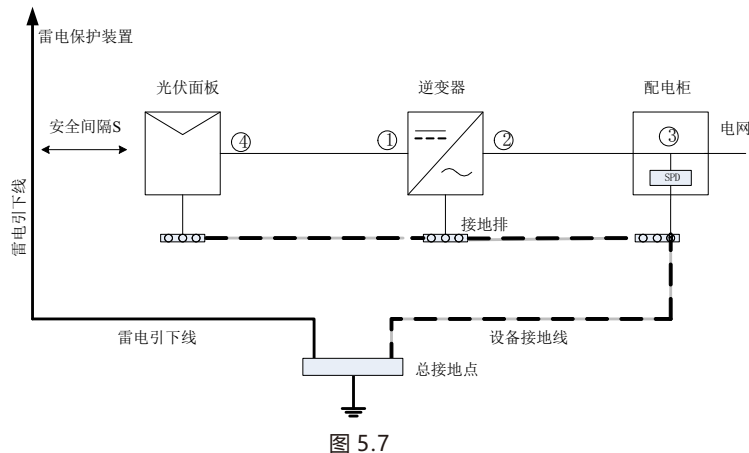 雷电保护装置
光伏面板
逆变器
配电柜
安全间隔S
④
①
②
③
电网
SPD
雷电引下线
接地排
雷电引下线
设备接地线
总接地点
图 5.7